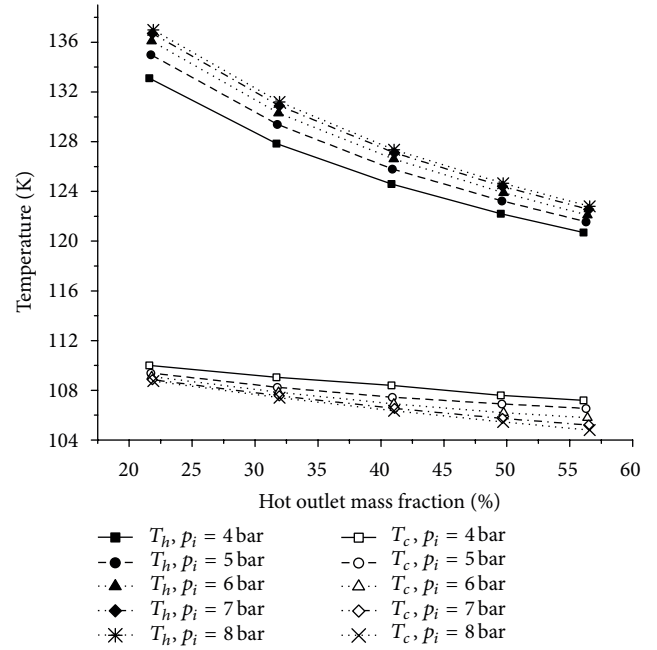 136
132
128
124
120
116
112
108
104
Temperature (K)
20 25 30 35 40 45 50 55 60
Hot outlet mass fraction (%)
T_h, p_i = 4 bar
T_h, p_i = 5 bar
T_h, p_i = 6 bar
T_h, p_i = 7 bar
T_h, p_i = 8 bar
T_c, p_i = 4 bar
T_c, p_i = 5 bar
T_c, p_i = 6 bar
T_c, p_i = 7 bar
T_c, p_i = 8 bar